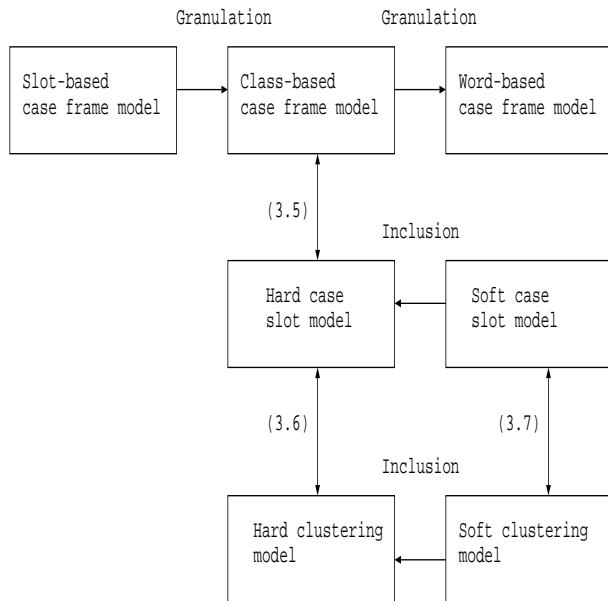 Granulation
Granulation
Slot-based
case frame model
Class-based
case frame model
Word-based
case frame model
(3.5)
Inclusion
Hard case
slot model
Soft case
slot model
(3.6)
(3.7)
Inclusion
Hard clustering
model
Soft clustering
model